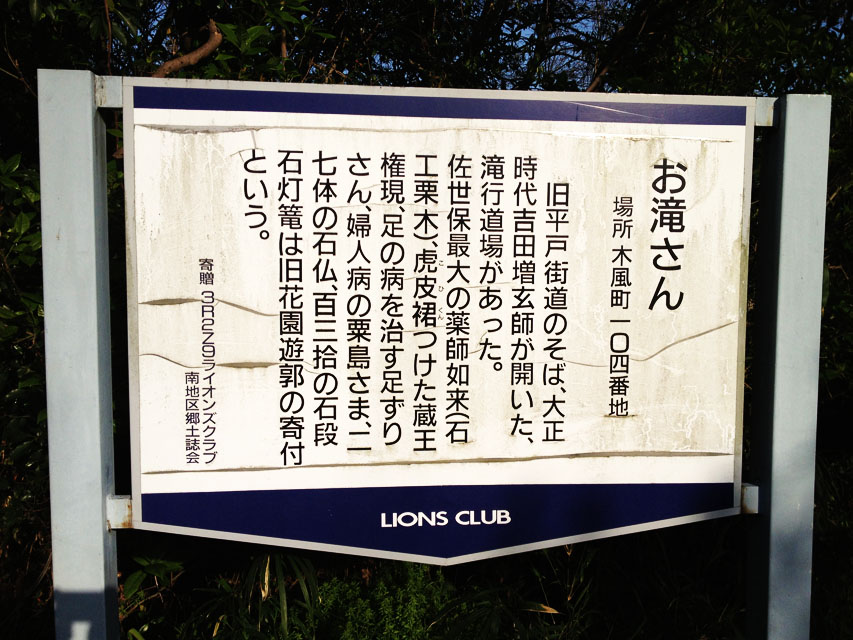 お滝さん
場所 木風町一〇四番地
旧平戸街道のそば、大正
時代吉田増玄師が開いた、
滝行道場があった。
佐世保最大の薬師如来(石
工栗木)、虎皮裙つけた蔵王
こひくん
権現、足の病を治す足ずり
さん、婦人病の粟島さま、二
七体の石仏、百三拾の石段
石灯篭は旧花園遊郭の寄付
という。
寄贈 3R2Z9ライオンズクラブ
南地区郷土誌会
LIONS CLUB